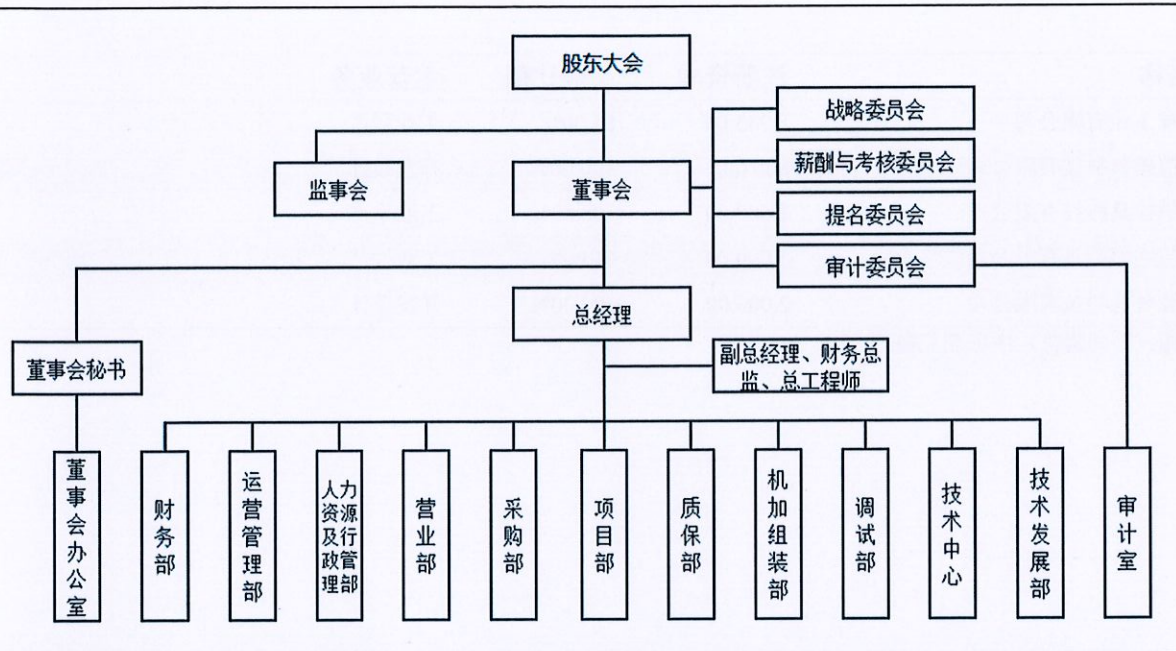 股东大会
战略委员会
薪酬与考核委员会
监事会
董事会
提名委员会
审计委员会
总经理
董事会秘书
副总经理、财务总
监、总工程师
董事会办公室
财务部
运营管理部
人力
资源
及行
政管
理部
营业部
采购部
项目部
质保部
机加组装部
调试部
技术中心
技术发展部
审计室